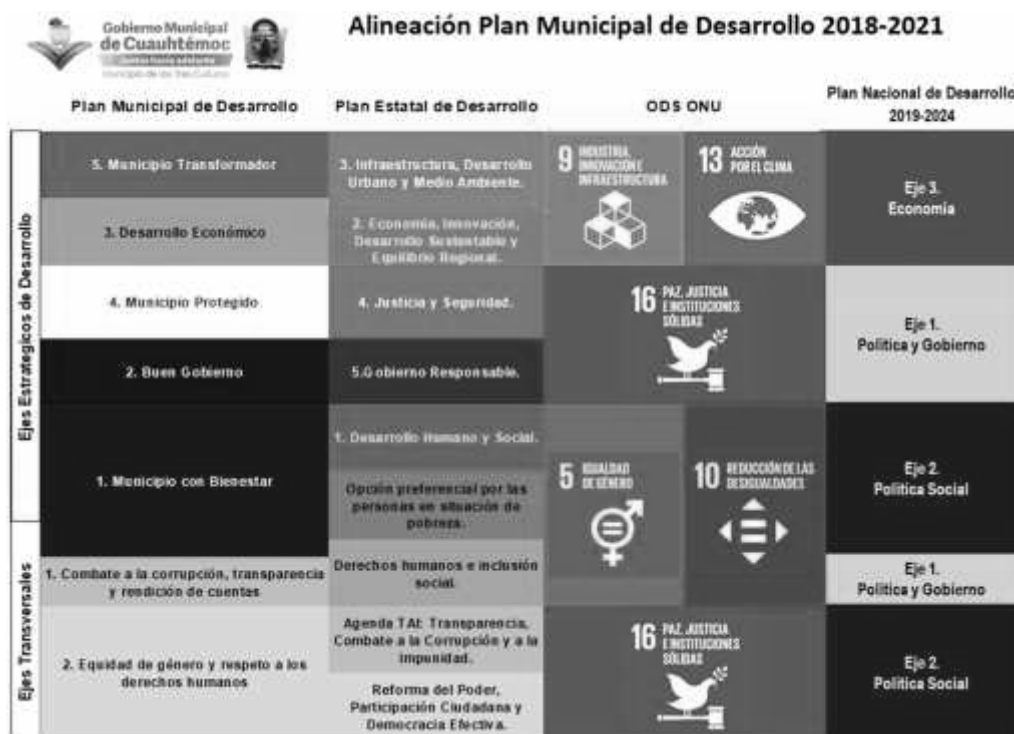 Gobierno Municipal
de Cuauhtémoc
Alineación Plan Municipal de Desarrollo 2018-2021
Plan Municipal de Desarrollo
Plan Estatal de Desarrollo
ODS ONU
Plan Nacional de Desarrollo
2019-2024
Ejes Estrategicos de Desarrollo
5. Municipio Transformador
3. Infraestructura, Desarrollo
Urbano y Medio Ambiente.
9 INDUSTRIA,
INNOVACIÓN E
INFRAESTRUCTURA
13 ACCIÓN
POR EL CLIMA
Eje 3.
Economía
3. Desarrollo Económico
2. Economía, Innovación,
Desarrollo Sustentable y
Equilibrio Regional.
4. Municipio Protegido
4. Justicia y Seguridad.
16 PAZ, JUSTICIA
E INSTITUCIONES
SÓLIDAS
Eje 1.
Política y Gobierno
2. Buen Gobierno
5.Gobierno Responsable.
1. Municipio con Bienestar
1. Desarrollo Humano y Social.
5 IGUALDAD
DE GÉNERO
10 REDUCCIÓN DE LAS
DESIGUALDADES
Eje 2.
Política Social
Opción preferencial por las
personas en situación de
pobreza.
Ejes Transversales
1. Combate a la corrupción, transparencia
y rendición de cuentas
Derechos humanos e inclusión
social.
Eje 1.
Política y Gobierno
2. Equidad de género y respeto a los
derechos humanos
Agenda TAI: Transparencia,
Combate a la Corrupción y a la
Impunidad.
16 PAZ, JUSTICIA
E INSTITUCIONES
SÓLIDAS
Eje 2.
Política Social
Reforma del Poder,
Participación Ciudadana y
Democracia Efectiva.